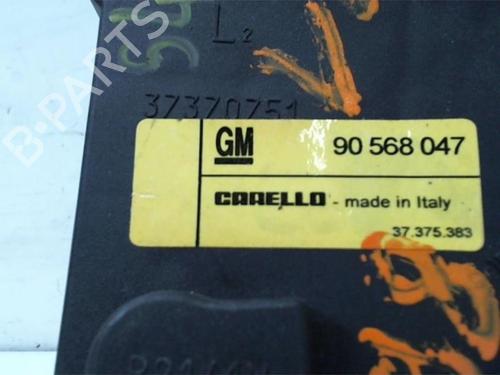 L2
37370751
GM 90 568 047
CARELLO - made in Italy
37.375.383
B-PARTS